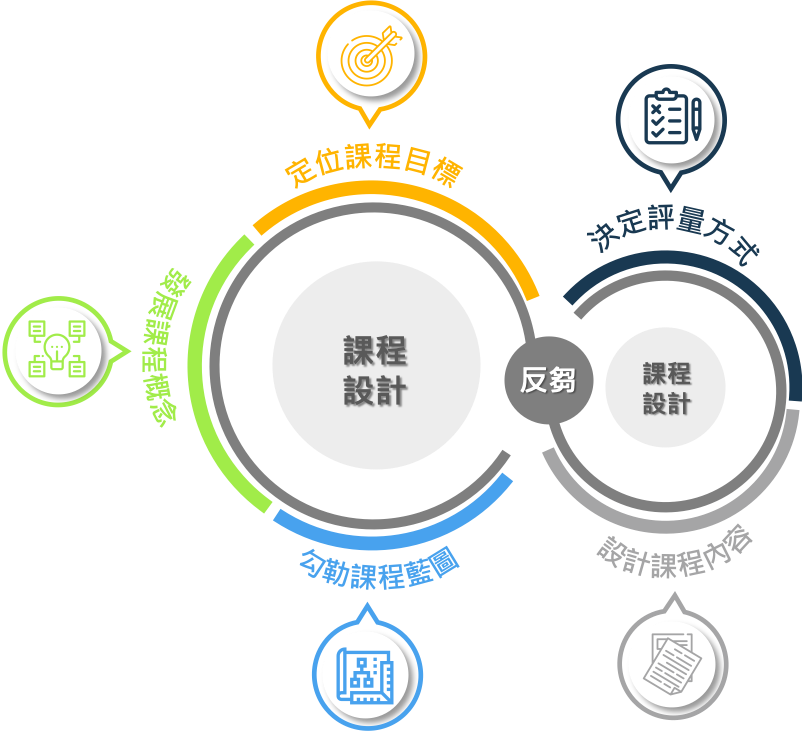 定位課程目標
決定評量方式
發展課程概念
課程
設計
反芻
課程
設計
勾勒課程藍圖
設計課程內容